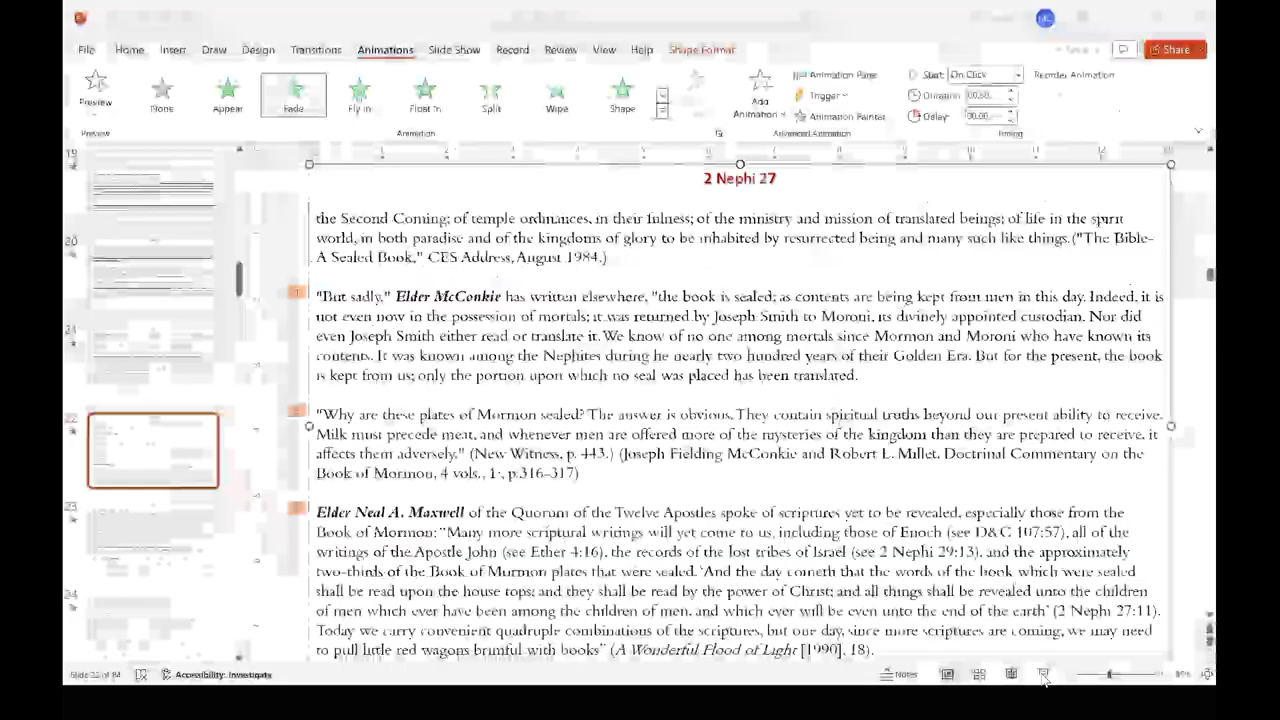 File Home Insert Draw Design Transitions Animations Slide Show Record Review View Help Shape Format Share
Preview None Appear Fade Fly In Float In Split Wipe Shape Add Animation Animation Pane Trigger Animation Painter Start: On Click Duration Delay: Reorder Animation
Preview Animation Advanced Animation Timing
2 Nephi 27
the Second Coming; of temple ordinances, in their fulness; of the ministry and mission of translated beings; of life in the spirit
world, in both paradise and of the kingdoms of glory to be inhabited by resurrected being and many such like things.("The Bible–
A Sealed Book," CES Address, August 1984.)
"But sadly," Elder McConkie has written elsewhere, "the book is sealed; as contents are being kept from men in this day. Indeed, it is
not even now in the possession of mortals; it was returned by Joseph Smith to Moroni, its divinely appointed custodian. Nor did
even Joseph Smith either read or translate it. We know of no one among mortals since Mormon and Moroni who have known its
contents. It was known among the Nephites during he nearly two hundred years of their Golden Era. But for the present, the book
is kept from us; only the portion upon which no seal was placed has been translated.
"Why are these plates of Mormon sealed? The answer is obvious. They contain spiritual truths beyond our present ability to receive.
Milk must precede meat, and whenever men are offered more of the mysteries of the kingdom than they are prepared to receive, it
affects them adversely." (New Witness, p. 443.) (Joseph Fielding McConkie and Robert L. Millet, Doctrinal Commentary on the
Book of Mormon, 4 vols., 1:, p.316–317)
Elder Neal A. Maxwell of the Quorum of the Twelve Apostles spoke of scriptures yet to be revealed, especially those from the
Book of Mormon: "Many more scriptural writings will yet come to us, including those of Enoch (see D&C 107:57), all of the
writings of the Apostle John (see Ether 4:16), the records of the lost tribes of Israel (see 2 Nephi 29:13), and the approximately
two-thirds of the Book of Mormon plates that were sealed. 'And the day cometh that the words of the book which were sealed
shall be read upon the house tops; and they shall be read by the power of Christ; and all things shall be revealed unto the children
of men which ever have been among the children of men, and which ever will be even unto the end of the earth' (2 Nephi 27:11).
Today we carry convenient quadruple combinations of the scriptures, but one day, since more scriptures are coming, we may need
to pull little red wagons brimful with books" (A Wonderful Flood of Light [1990], 18).
Slide 22 of 84 Accessibility: Investigate Notes